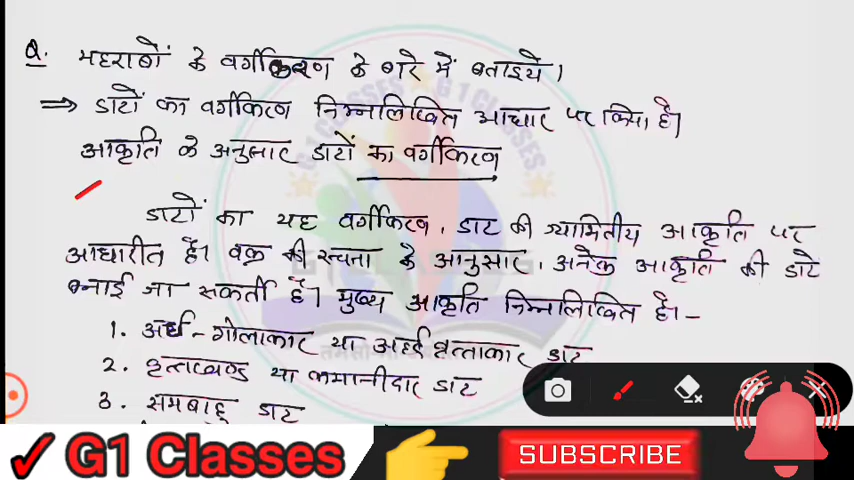 Q. महराबों के वर्गीकरण के बारे में बताइये।
⇒ डाटों का वर्गीकरण निम्नलिखित आधार पर किया है।
आकृति के अनुसार डाटों का वर्गीकरण
डाटों का यह वर्गीकरण, डाट की ज्यामितीय आकृति पर
आधारीत है। वक्र की रचना के अनुसार, अनेक आकृति की डाटे
बनाई जा सकती है। मुख्य आकृति निम्नलिखित है।-
1. अर्ध-गोलाकार या अर्ध्दवृत्ताकार डाट
2. वृत्तखण्ड या कमानीदार डाट
3. समबाहु डाट
G1 Classes
SUBSCRIBE